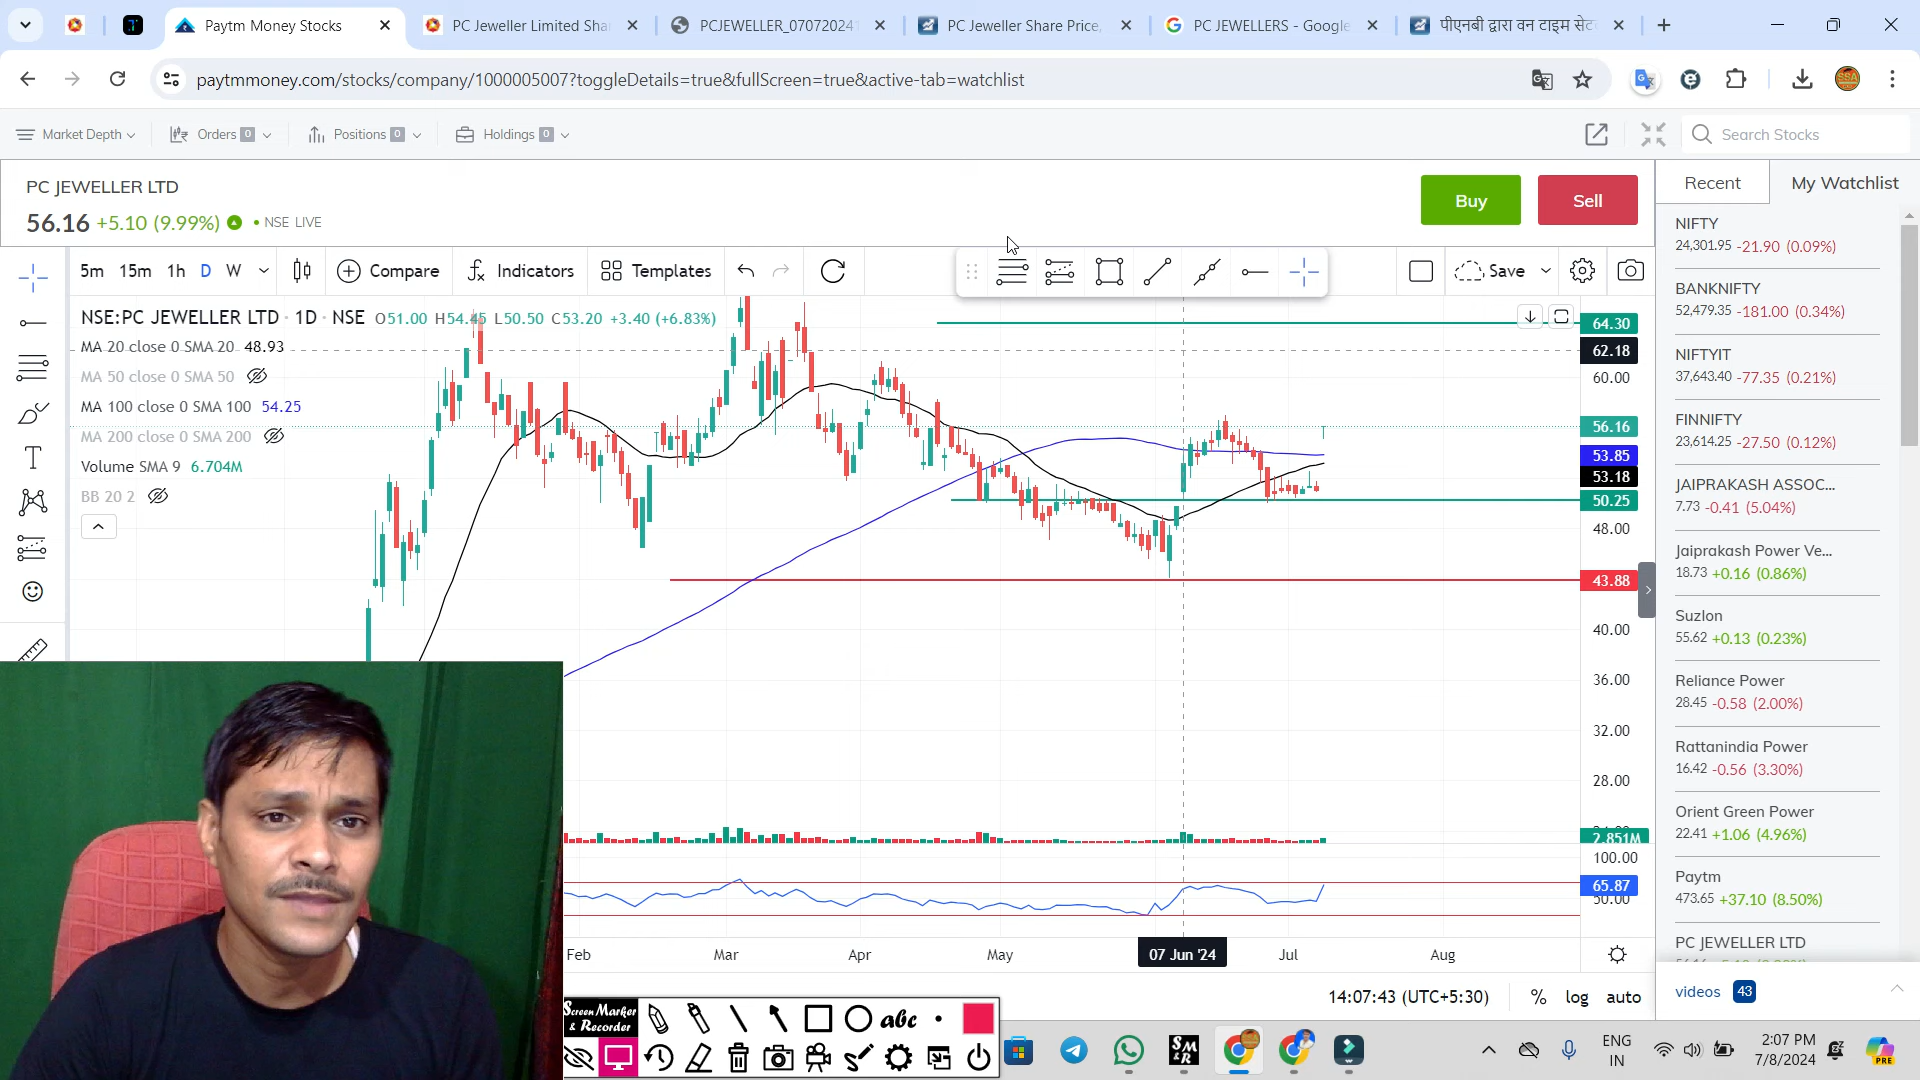 Paytm Money Stocks
PC Jeweller Limited Sha
PCJEWELLER_07072024
PC Jeweller Share Price,
PC JEWELLERS - Google
पीएनबी द्वारा वन टाइम सेट
paytmmoney.com/stocks/company/1000005007?toggleDetails=true&fullScreen=true&active-tab=watchlist
Market Depth
Orders 0
Positions 0
Holdings 0
Search Stocks
PC JEWELLER LTD
56.16 +5.10 (9.99%) • NSE LIVE
Buy
Sell
Recent
My Watchlist
5m 15m 1h D W
Compare
Indicators
Templates
Save
NSE:PC JEWELLER LTD · 1D · NSE O51.00 H54.45 L50.50 C53.20 +3.40 (+6.83%)
MA 20 close 0 SMA 20 48.93
MA 50 close 0 SMA 50
MA 100 close 0 SMA 100 54.25
MA 200 close 0 SMA 200
Volume SMA 9 6.704M
BB 20 2
64.30
62.18
60.00
56.16
53.85
53.18
50.25
48.00
43.88
40.00
36.00
32.00
28.00
2.851M
100.00
65.87
50.00
Feb Mar Apr May 07 Jun '24 Jul Aug
14:07:43 (UTC+5:30) % log auto
NIFTY
24,301.95 -21.90 (0.09%)
BANKNIFTY
52,479.35 -181.00 (0.34%)
NIFTYIT
37,643.40 -77.35 (0.21%)
FINNIFTY
23,614.25 -27.50 (0.12%)
JAIPRAKASH ASSOC...
7.73 -0.41 (5.04%)
Jaiprakash Power Ve...
18.73 +0.16 (0.86%)
Suzlon
55.62 +0.13 (0.23%)
Reliance Power
28.45 -0.58 (2.00%)
Rattanindia Power
16.42 -0.56 (3.30%)
Orient Green Power
22.41 +1.06 (4.96%)
Paytm
473.65 +37.10 (8.50%)
PC JEWELLER LTD
videos 43
Screen Marker
& Recorder
abc
SM
&R
ENG
IN
2:07 PM
7/8/2024
PRE